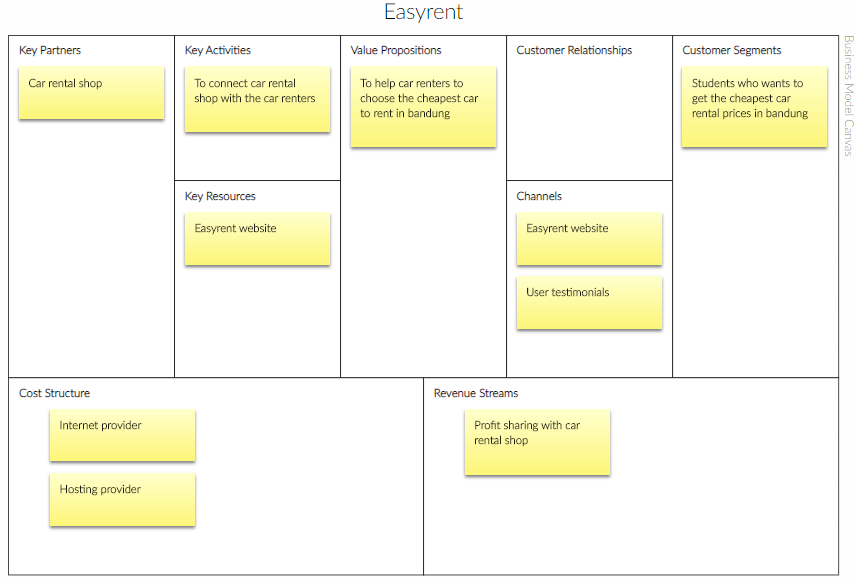 Easyrent
Key Partners
Car rental shop
Key Activities
To connect car rental
shop with the car renters
Key Resources
Easyrent website
Value Propositions
To help car renters to
choose the cheapest car
to rent in bandung
Customer Relationships
Channels
Easyrent website
User testimonials
Customer Segments
Students who wants to
get the cheapest car
rental prices in bandung
Business Model Canvas
Cost Structure
Internet provider
Hosting provider
Revenue Streams
Profit sharing with car
rental shop